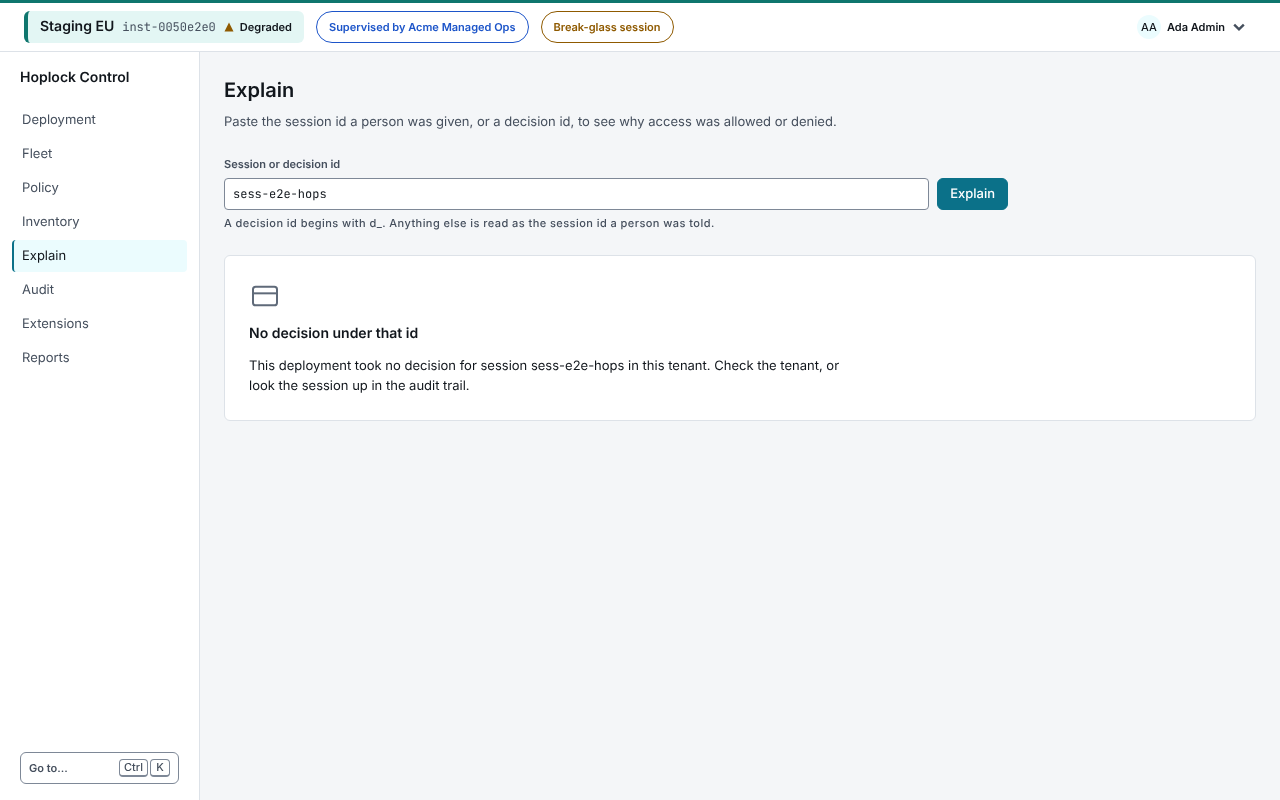 Staging EU inst-0050e2e0 Degraded Supervised by Acme Managed Ops Break-glass session AA Ada Admin
Hoplock Control
Deployment
Fleet
Policy
Inventory
Explain
Audit
Extensions
Reports
Go to... Ctrl K
Explain
Paste the session id a person was given, or a decision id, to see why access was allowed or denied.
Session or decision id
sess-e2e-hops Explain
A decision id begins with d_. Anything else is read as the session id a person was told.
No decision under that id
This deployment took no decision for session sess-e2e-hops in this tenant. Check the tenant, or
look the session up in the audit trail.